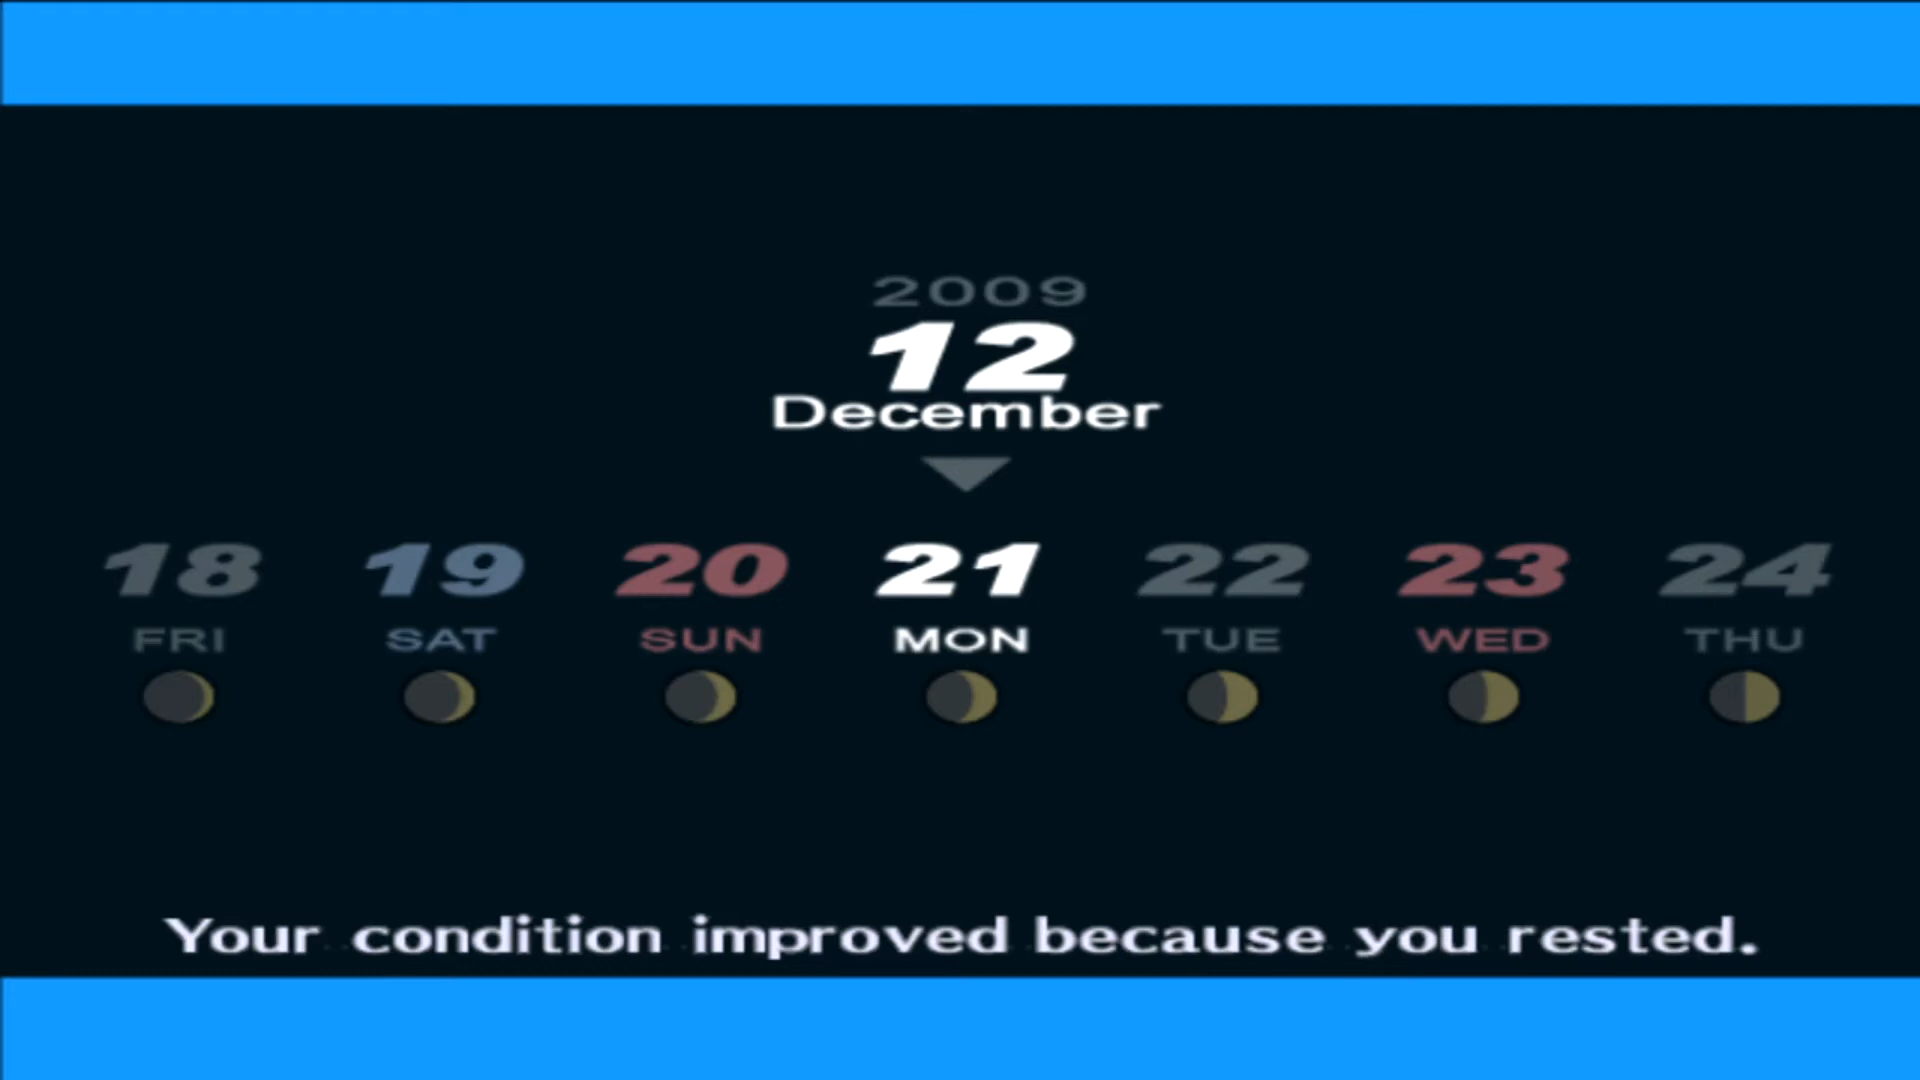 2009
12
December
18 19 20 21 22 23 24
FRI SAT SUN MON TUE WED THU
Your condition improved because you rested.